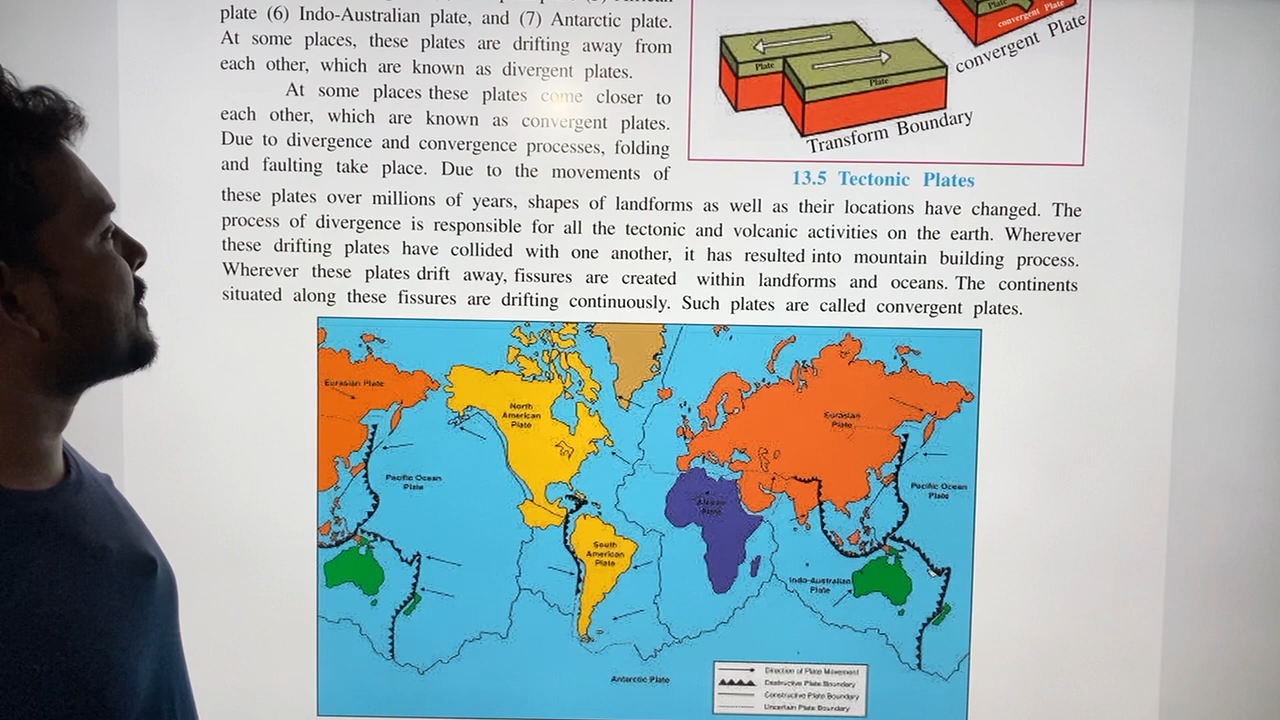 plate (6) Indo-Australian plate, and (7) Antarctic plate.
At some places, these plates are drifting away from
each other, which are known as divergent plates.
At some places these plates come closer to
each other, which are known as convergent plates.
Due to divergence and convergence processes, folding
and faulting take place. Due to the movements of
these plates over millions of years, shapes of landforms as well as their locations have changed. The
process of divergence is responsible for all the tectonic and volcanic activities on the earth. Wherever
these drifting plates have collided with one another, it has resulted into mountain building process.
Wherever these plates drift away, fissures are created within landforms and oceans. The continents
situated along these fissures are drifting continuously. Such plates are called convergent plates.
Plate
convergent Plate
convergent Plate
Plate
Plate
Transform Boundary
13.5 Tectonic Plates
Eurasian Plate
North
American
Plate
Eurasian
Plate
Pacific Ocean
Plate
Pacific Ocean
Plate
African
Plate
South
American
Plate
Indo-Australian
Plate
Antarctic Plate
Direction of Plate Movement
Destructive Plate Boundary
Constructive Plate Boundary
Uncertain Plate Boundary